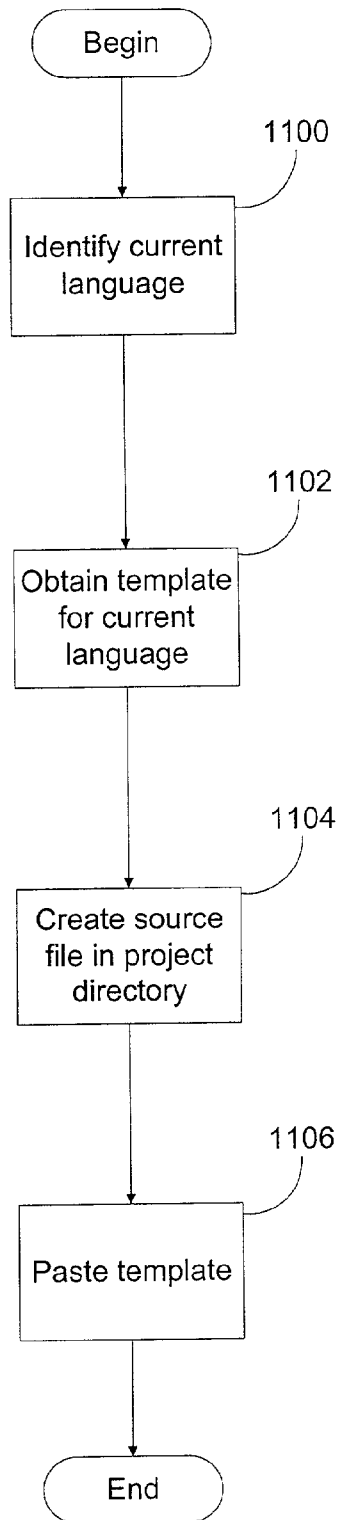 Begin
1100
Identify current
language
1102
Obtain template
for current
language
1104
Create source
file in project
directory
1106
Paste template
End